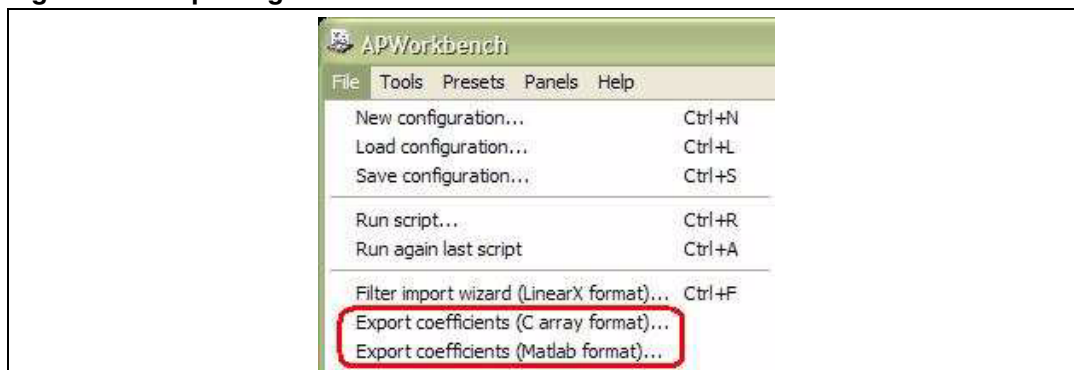 APWorkbench
File Tools Presets Panels Help
New configuration... Ctrl+N
Load configuration... Ctrl+L
Save configuration... Ctrl+S
Run script... Ctrl+R
Run again last script Ctrl+A
Filter import wizard (LinearX format)... Ctrl+F
Export coefficients (C array format)...
Export coefficients (Matlab format)...